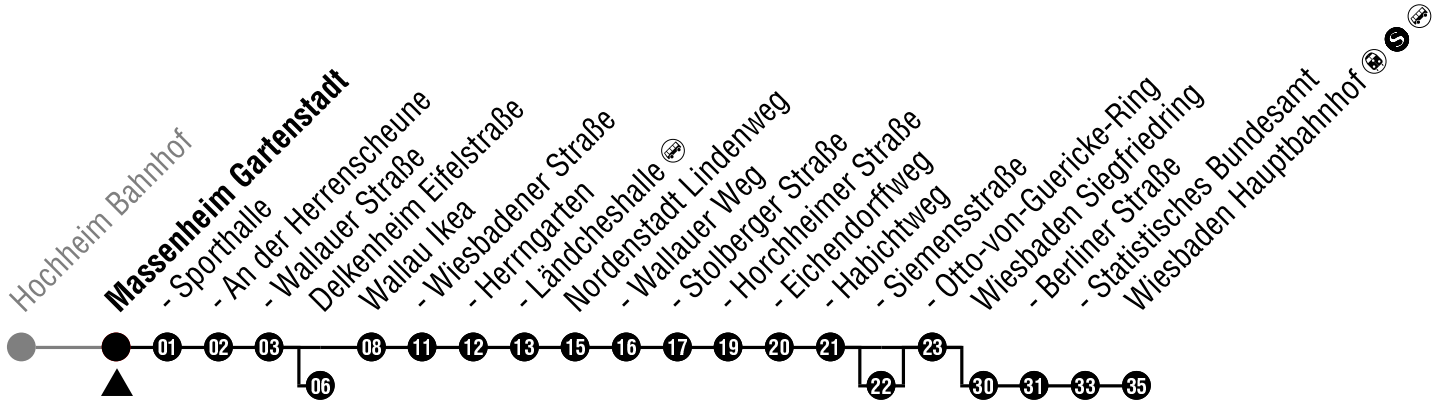 Hochheim Bahnhof
Massenheim Gartenstadt
- Sporthalle
- An der Herrenscheune
- Wallauer Straße
Delkenheim Eifelstraße
Wallau Ikea
- Wiesbadener Straße
- Herrngarten
- Ländcheshalle
Nordenstadt Lindenweg
- Wallauer Weg
- Stolberger Straße
- Horchheimer Straße
- Eichendorffweg
- Habichtweg
- Siemensstraße
- Otto-von-Guericke-Ring
Wiesbaden Siegfriedring
- Berliner Straße
- Statistisches Bundesamt
Wiesbaden Hauptbahnhof S
01 02 03 08 11 12 13 15 16 17 19 20 21 23
06 22 30 31 33 35